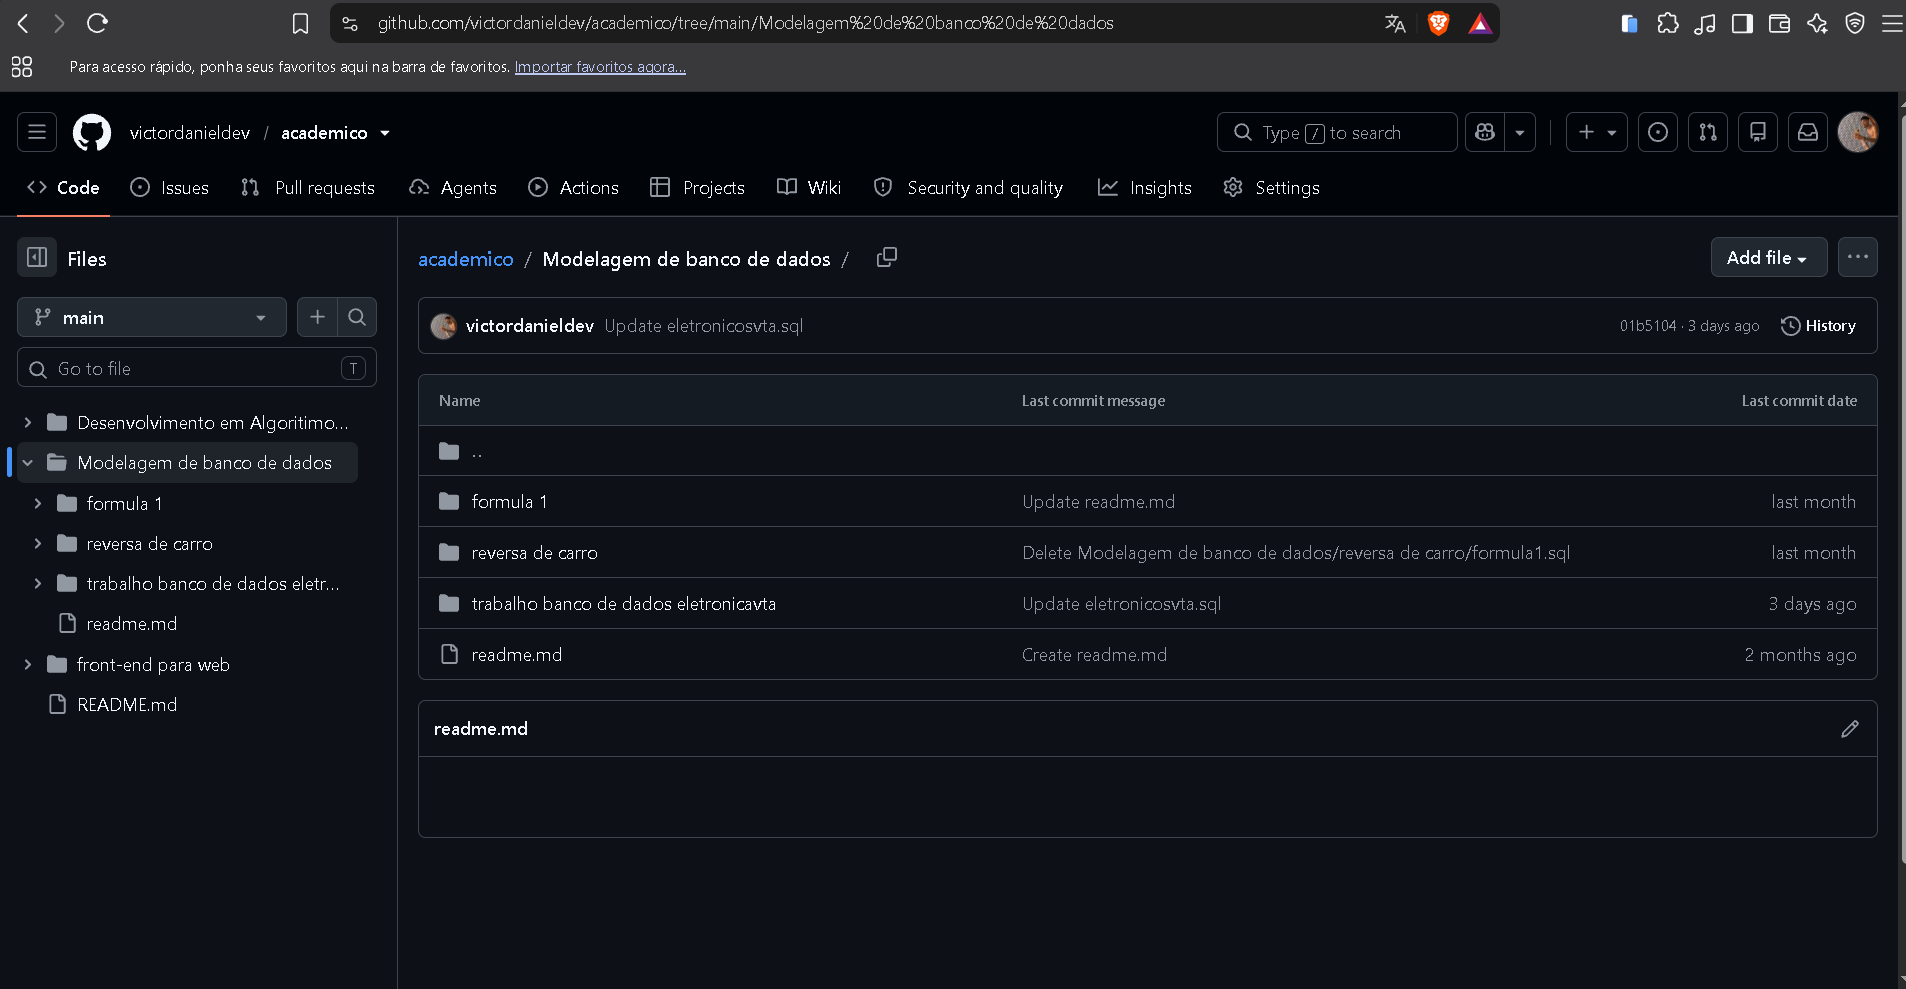 github.com/victordanieldev/academico/tree/main/Modelagem%20de%20banco%20de%20dados
Para acesso rápido, ponha seus favoritos aqui na barra de favoritos. Importar favoritos agora...
victordanieldev / academico
Type / to search
Code Issues Pull requests Agents Actions Projects Wiki Security and quality Insights Settings
Files
academico / Modelagem de banco de dados /
Add file
main
victordanieldev Update eletronicosvta.sql
01b5104 · 3 days ago
History
Go to file
T
Name Last commit message Last commit date
Desenvolvimento em Algoritimo...
Modelagem de banco de dados
formula 1
reversa de carro
trabalho banco de dados eletr...
readme.md
front-end para web
README.md
..
formula 1 Update readme.md last month
reversa de carro Delete Modelagem de banco de dados/reversa de carro/formula1.sql last month
trabalho banco de dados eletronicavta Update eletronicosvta.sql 3 days ago
readme.md Create readme.md 2 months ago
readme.md